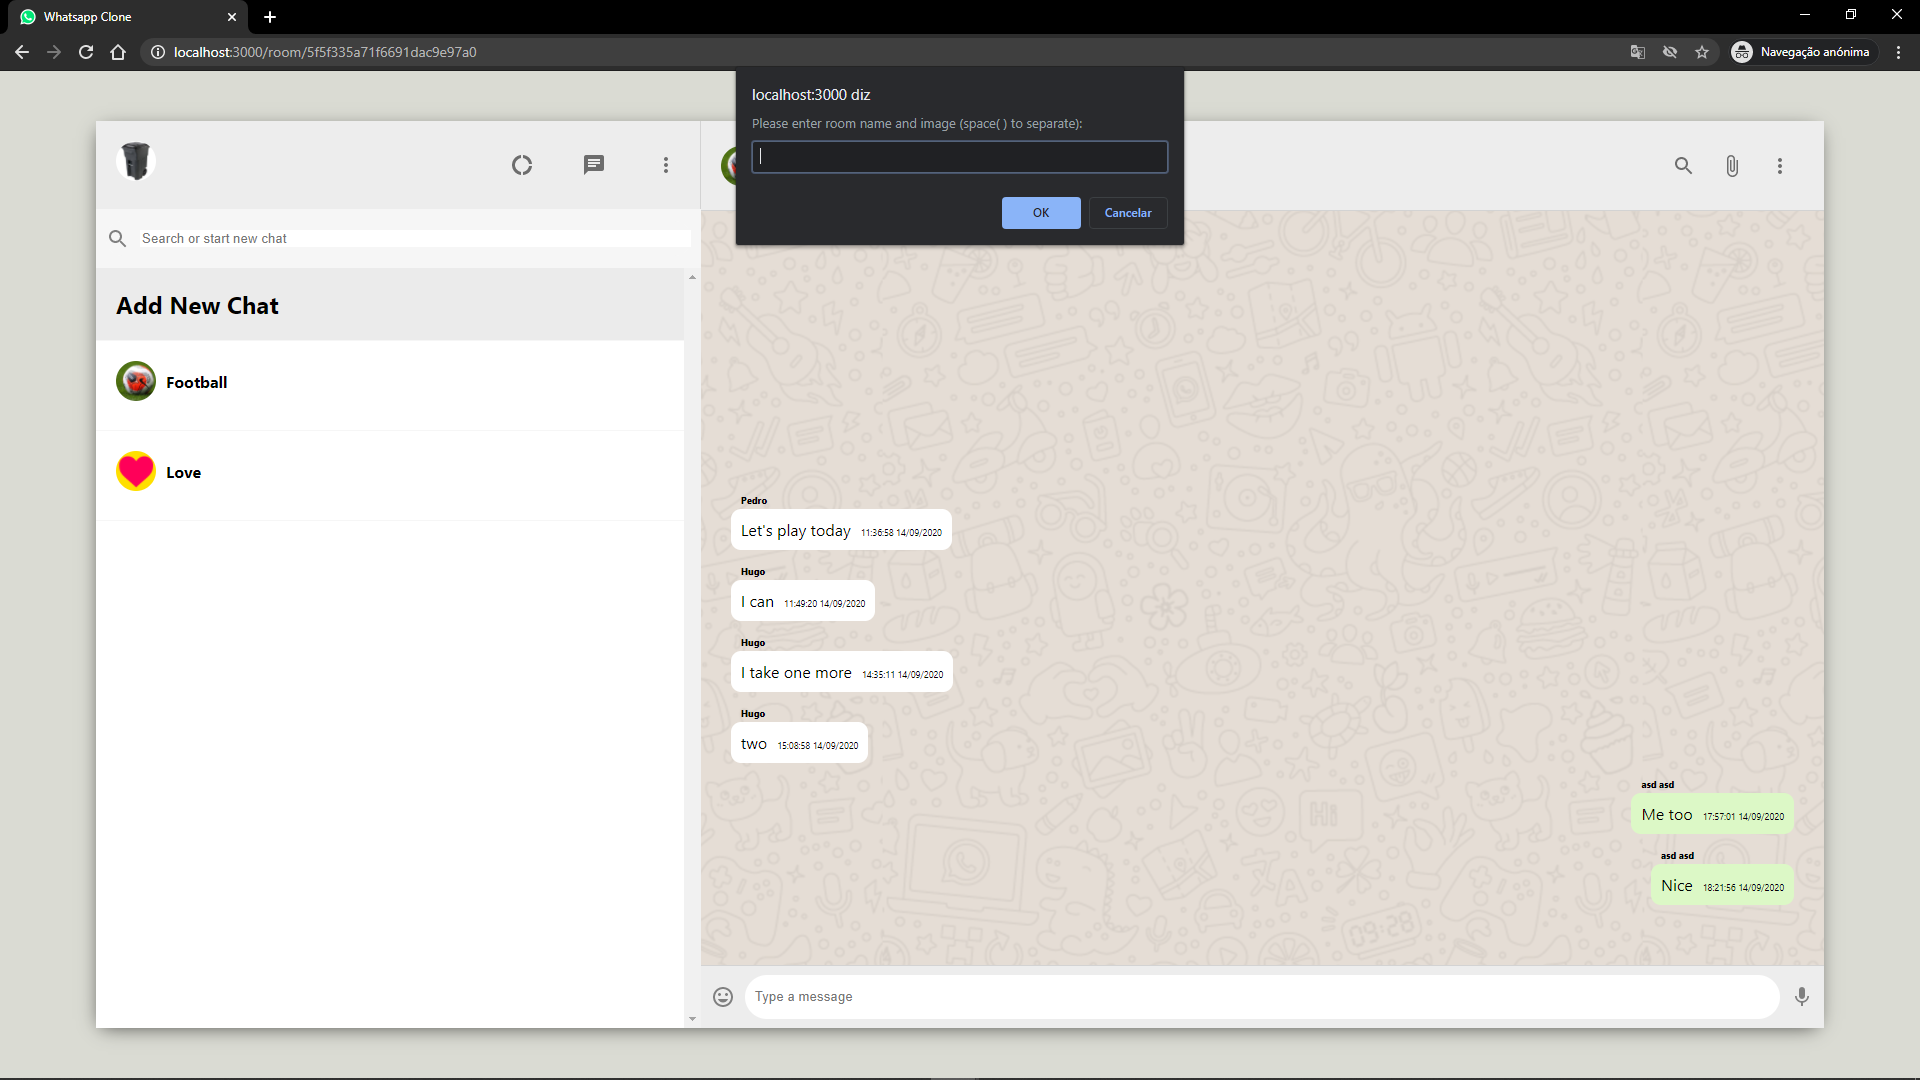 Whatsapp Clone
localhost:3000/room/5f5f335a71f6691dac9e97a0
Navegação anónima
localhost:3000 diz
Please enter room name and image (space( ) to separate):
OK
Cancelar
Search or start new chat
Add New Chat
Football
Love
Pedro
Let's play today 11:36:58 14/09/2020
Hugo
I can 11:49:20 14/09/2020
Hugo
I take one more 14:35:11 14/09/2020
Hugo
two 15:08:58 14/09/2020
asd asd
Me too 17:57:01 14/09/2020
asd asd
Nice 18:21:56 14/09/2020
Hi
09:28
Type a message